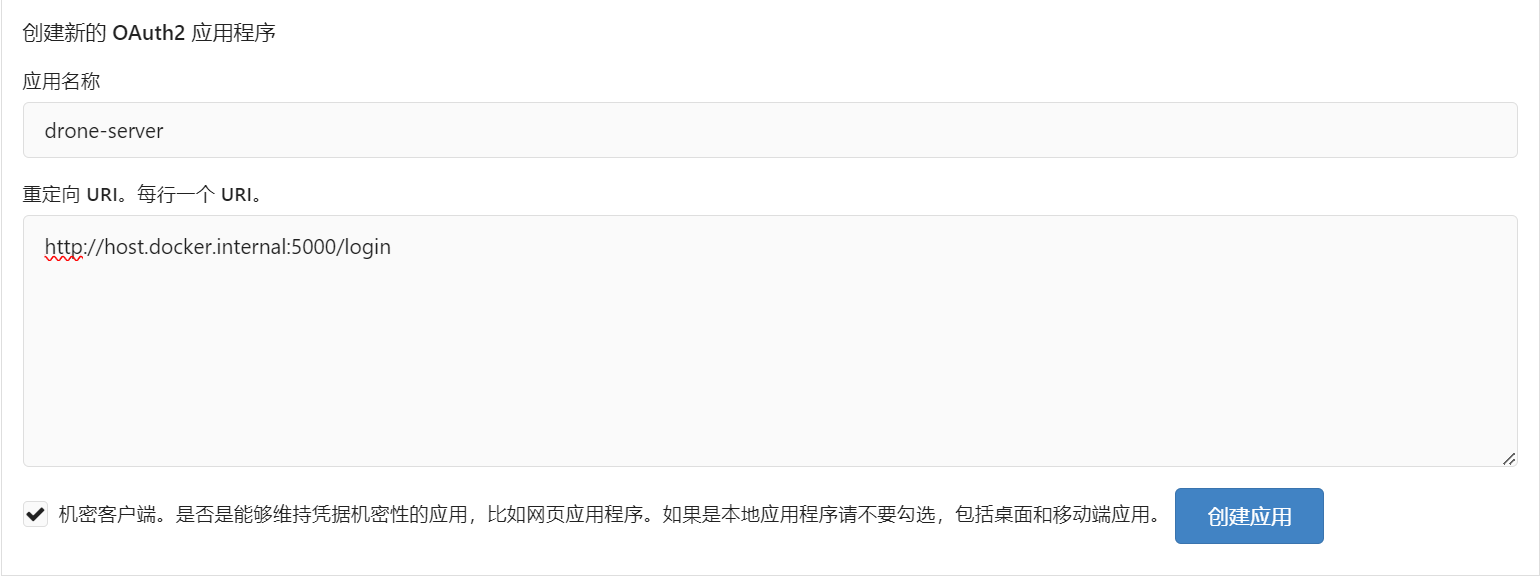 创建新的 OAuth2 应用程序
应用名称
drone-server
重定向 URI。每行一个 URI。
http://host.docker.internal:5000/login
机密客户端。是否是能够维持凭据机密性的应用，比如网页应用程序。如果是本地应用程序请不要勾选，包括桌面和移动端应用。 创建应用